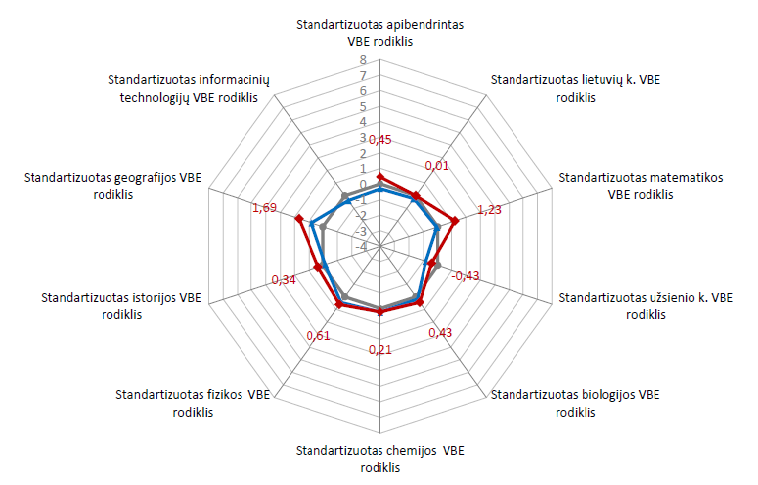 Standartizuotas apibendrintas
VBE rodiklis
Standartizuotas informacinių
technologijų VBE rodiklis
Standartizuotas lietuvių k. VBE
rodiklis
8
7
6
5
4
3
2
1
0
-1
-2
-3
-4
0,45
0,01
Standartizuotas geografijos VBE
rodiklis
Standartizuotas matematikos
VBE rodiklis
1,69
1,23
0,34
-0,43
Standartizuotas istorijos VBE
rodiklis
Standartizuotas užsienio k. VBE
rodiklis
0,61
0,21
0,43
Standartizuotas fizikos VBE
rodiklis
Standartizuotas biologijos VBE
rodiklis
Standartizuotas chemijos VBE
rodiklis